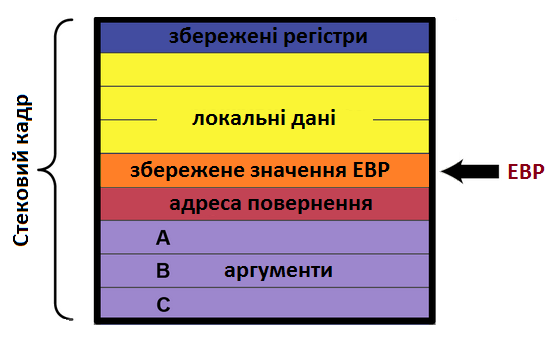 Стековий кадр
збережені регістри
локальні дані
збережене значення EBP
EBP
адреса повернення
A
B аргументи
C